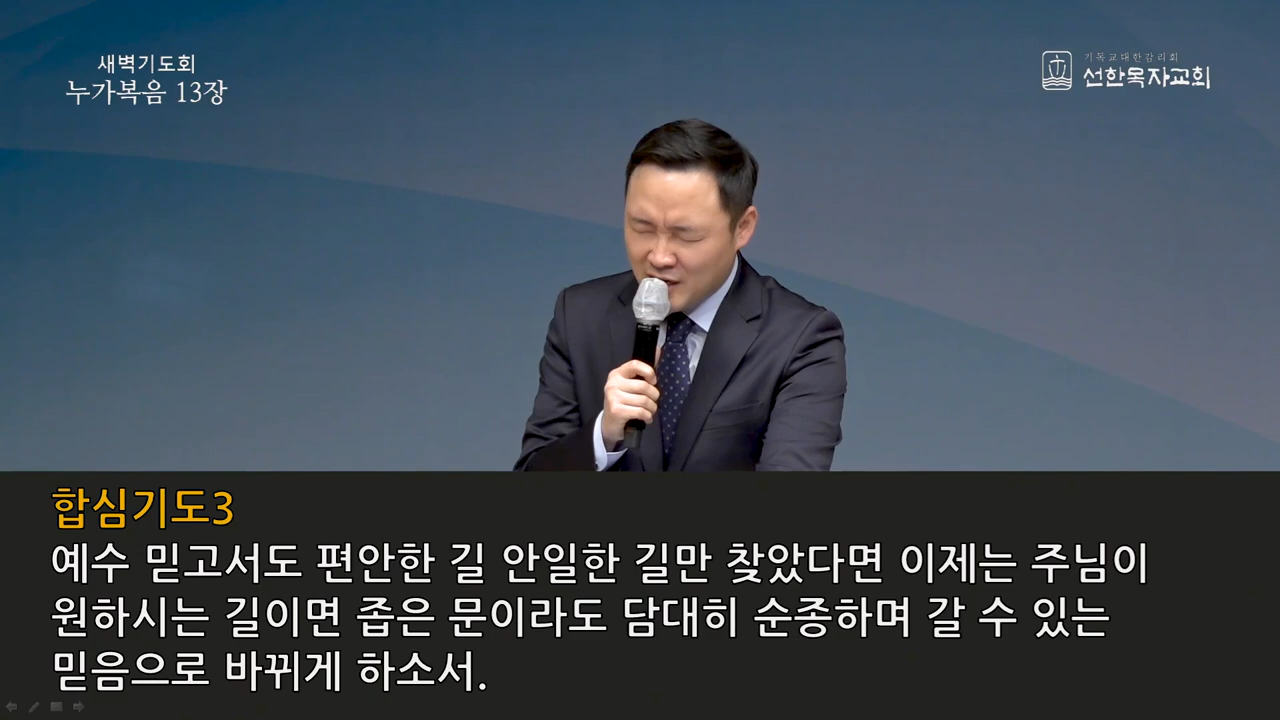 새벽기도회
누가복음 13장
기독교대한감리회
선한목자교회
합심기도3
예수 믿고서도 편안한 길 안일한 길만 찾았다면 이제는 주님이
원하시는 길이면 좁은 문이라도 담대히 순종하며 갈 수 있는
믿음으로 바뀌게 하소서.